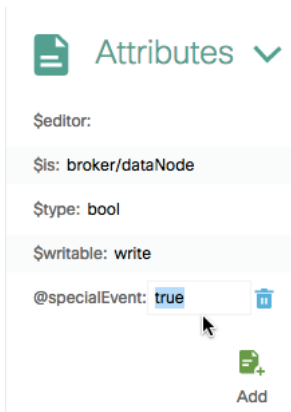 Attributes
$editor:
$is: broker/dataNode
$type: bool
$writable: write
@specialEvent: true
Add